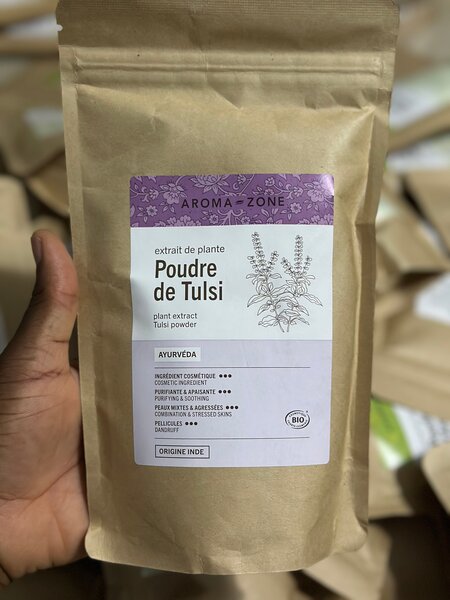 AROMA-ZONE
extrait de plante
Poudre
de Tulsi
plant extract
Tulsi powder
AYURVÉDA
INGRÉDIENT COSMÉTIQUE ●●●
COSMETIC INGREDIENT
PURIFIANTE & APAISANTE ●●●
PURIFYING & SOOTHING
PEAUX MIXTES & AGRESSÉES ●●●
COMBINATION & STRESSED SKINS
PELLICULES ●●●
DANDRUFF
BIO
ORIGINE INDE